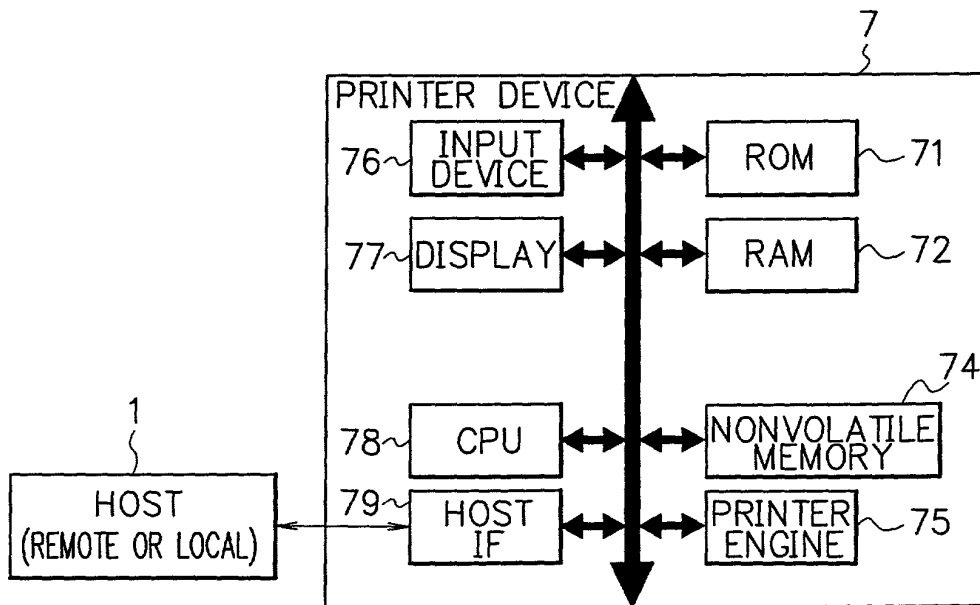 7
PRINTER DEVICE
76
INPUT
DEVICE
ROM
71
77
DISPLAY
RAM
72
74
1
78
CPU
NONVOLATILE
MEMORY
HOST
(REMOTE OR LOCAL)
79
HOST
IF
PRINTER
ENGINE
75